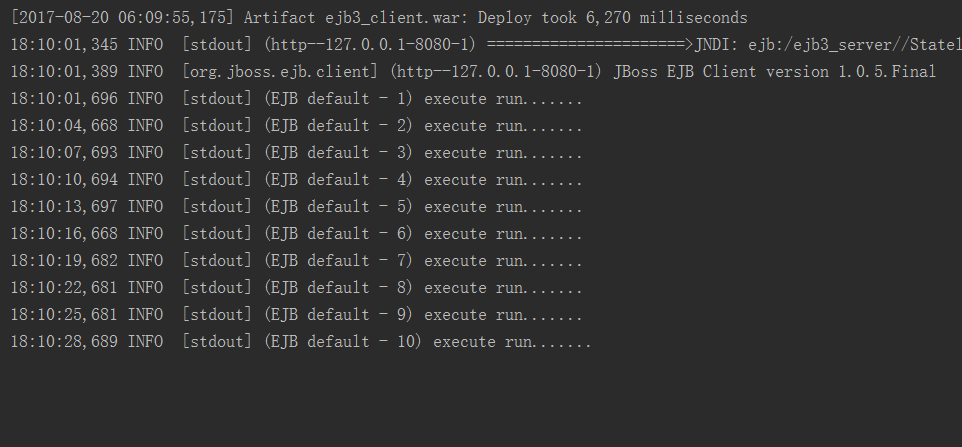 [2017-08-20 06:09:55,175] Artifact ejb3_client.war: Deploy took 6,270 milliseconds
18:10:01,345 INFO  [stdout] (http--127.0.0.1-8080-1) ======================>JNDI: ejb:/ejb3_server//Statel
18:10:01,389 INFO  [org.jboss.ejb.client] (http--127.0.0.1-8080-1) JBoss EJB Client version 1.0.5.Final
18:10:01,696 INFO  [stdout] (EJB default - 1) execute run.......
18:10:04,668 INFO  [stdout] (EJB default - 2) execute run.......
18:10:07,693 INFO  [stdout] (EJB default - 3) execute run.......
18:10:10,694 INFO  [stdout] (EJB default - 4) execute run.......
18:10:13,697 INFO  [stdout] (EJB default - 5) execute run.......
18:10:16,668 INFO  [stdout] (EJB default - 6) execute run.......
18:10:19,682 INFO  [stdout] (EJB default - 7) execute run.......
18:10:22,681 INFO  [stdout] (EJB default - 8) execute run.......
18:10:25,681 INFO  [stdout] (EJB default - 9) execute run.......
18:10:28,689 INFO  [stdout] (EJB default - 10) execute run.......